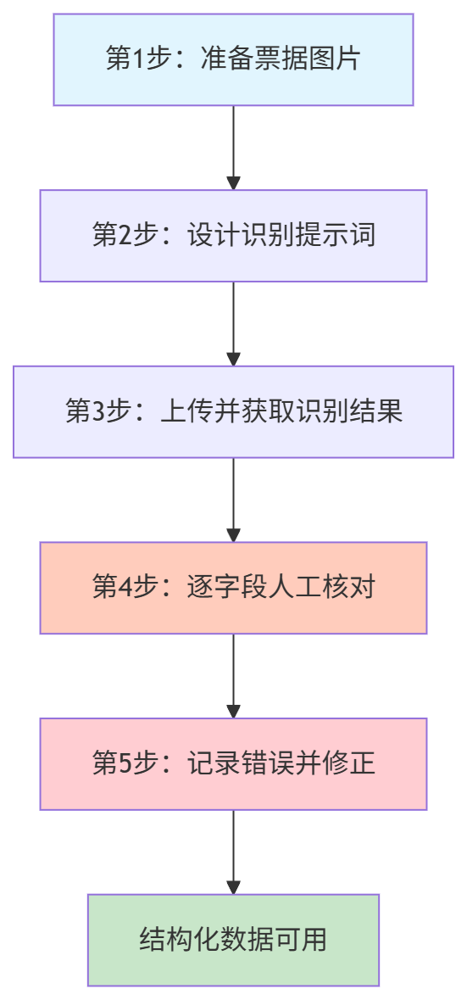 第1步：准备票据图片
第2步：设计识别提示词
第3步：上传并获取识别结果
第4步：逐字段人工核对
第5步：记录错误并修正
结构化数据可用